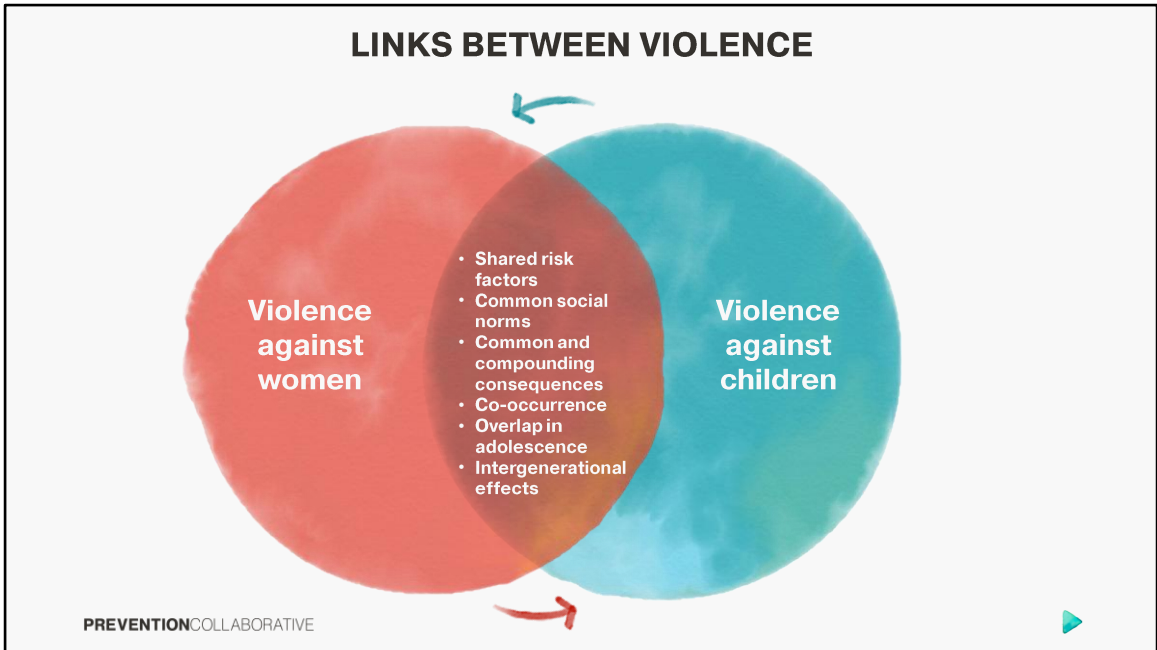 LINKS BETWEEN VIOLENCE
Violence
against
women
• Shared risk
factors
• Common social
norms
• Common and
compounding
consequences
• Co-occurrence
• Overlap in
adolescence
• Intergenerational
effects
Violence
against
children
PREVENTIONCOLLABORATIVE